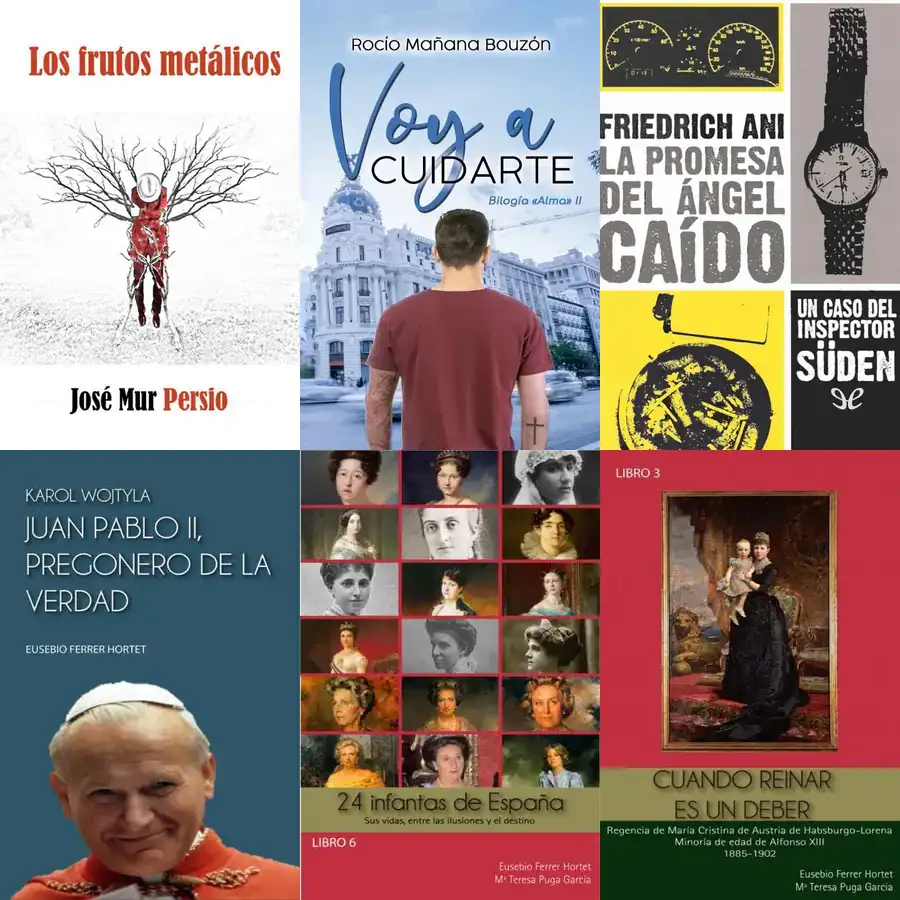 Los frutos metálicos
José Mur Persio
Rocío Mañana Bouzón
Voy a
CUIDARTE
Bilogía «Alma» II
FRIEDRICH ANI
LA PROMESA
DEL ÁNGEL
CAÍDO
UN CASO DEL
INSPECTOR
SÜDEN
KAROL WOJTYLA
JUAN PABLO II,
PREGONERO DE LA
VERDAD
EUSEBIO FERRER HORTET
24 infantas de España
Sus vidas, entre las ilusiones y el destino
LIBRO 6
Eusebio Ferrer Hortet
Mª Teresa Puga Garcia
LIBRO 3
CUANDO REINAR
ES UN DEBER
Regencia de María Cristina de Austria de Habsburgo-Lorena
Minoría de edad de Alfonso XIII
1885-1902
Eusebio Ferrer Hortet
Mª Teresa Puga Garcia